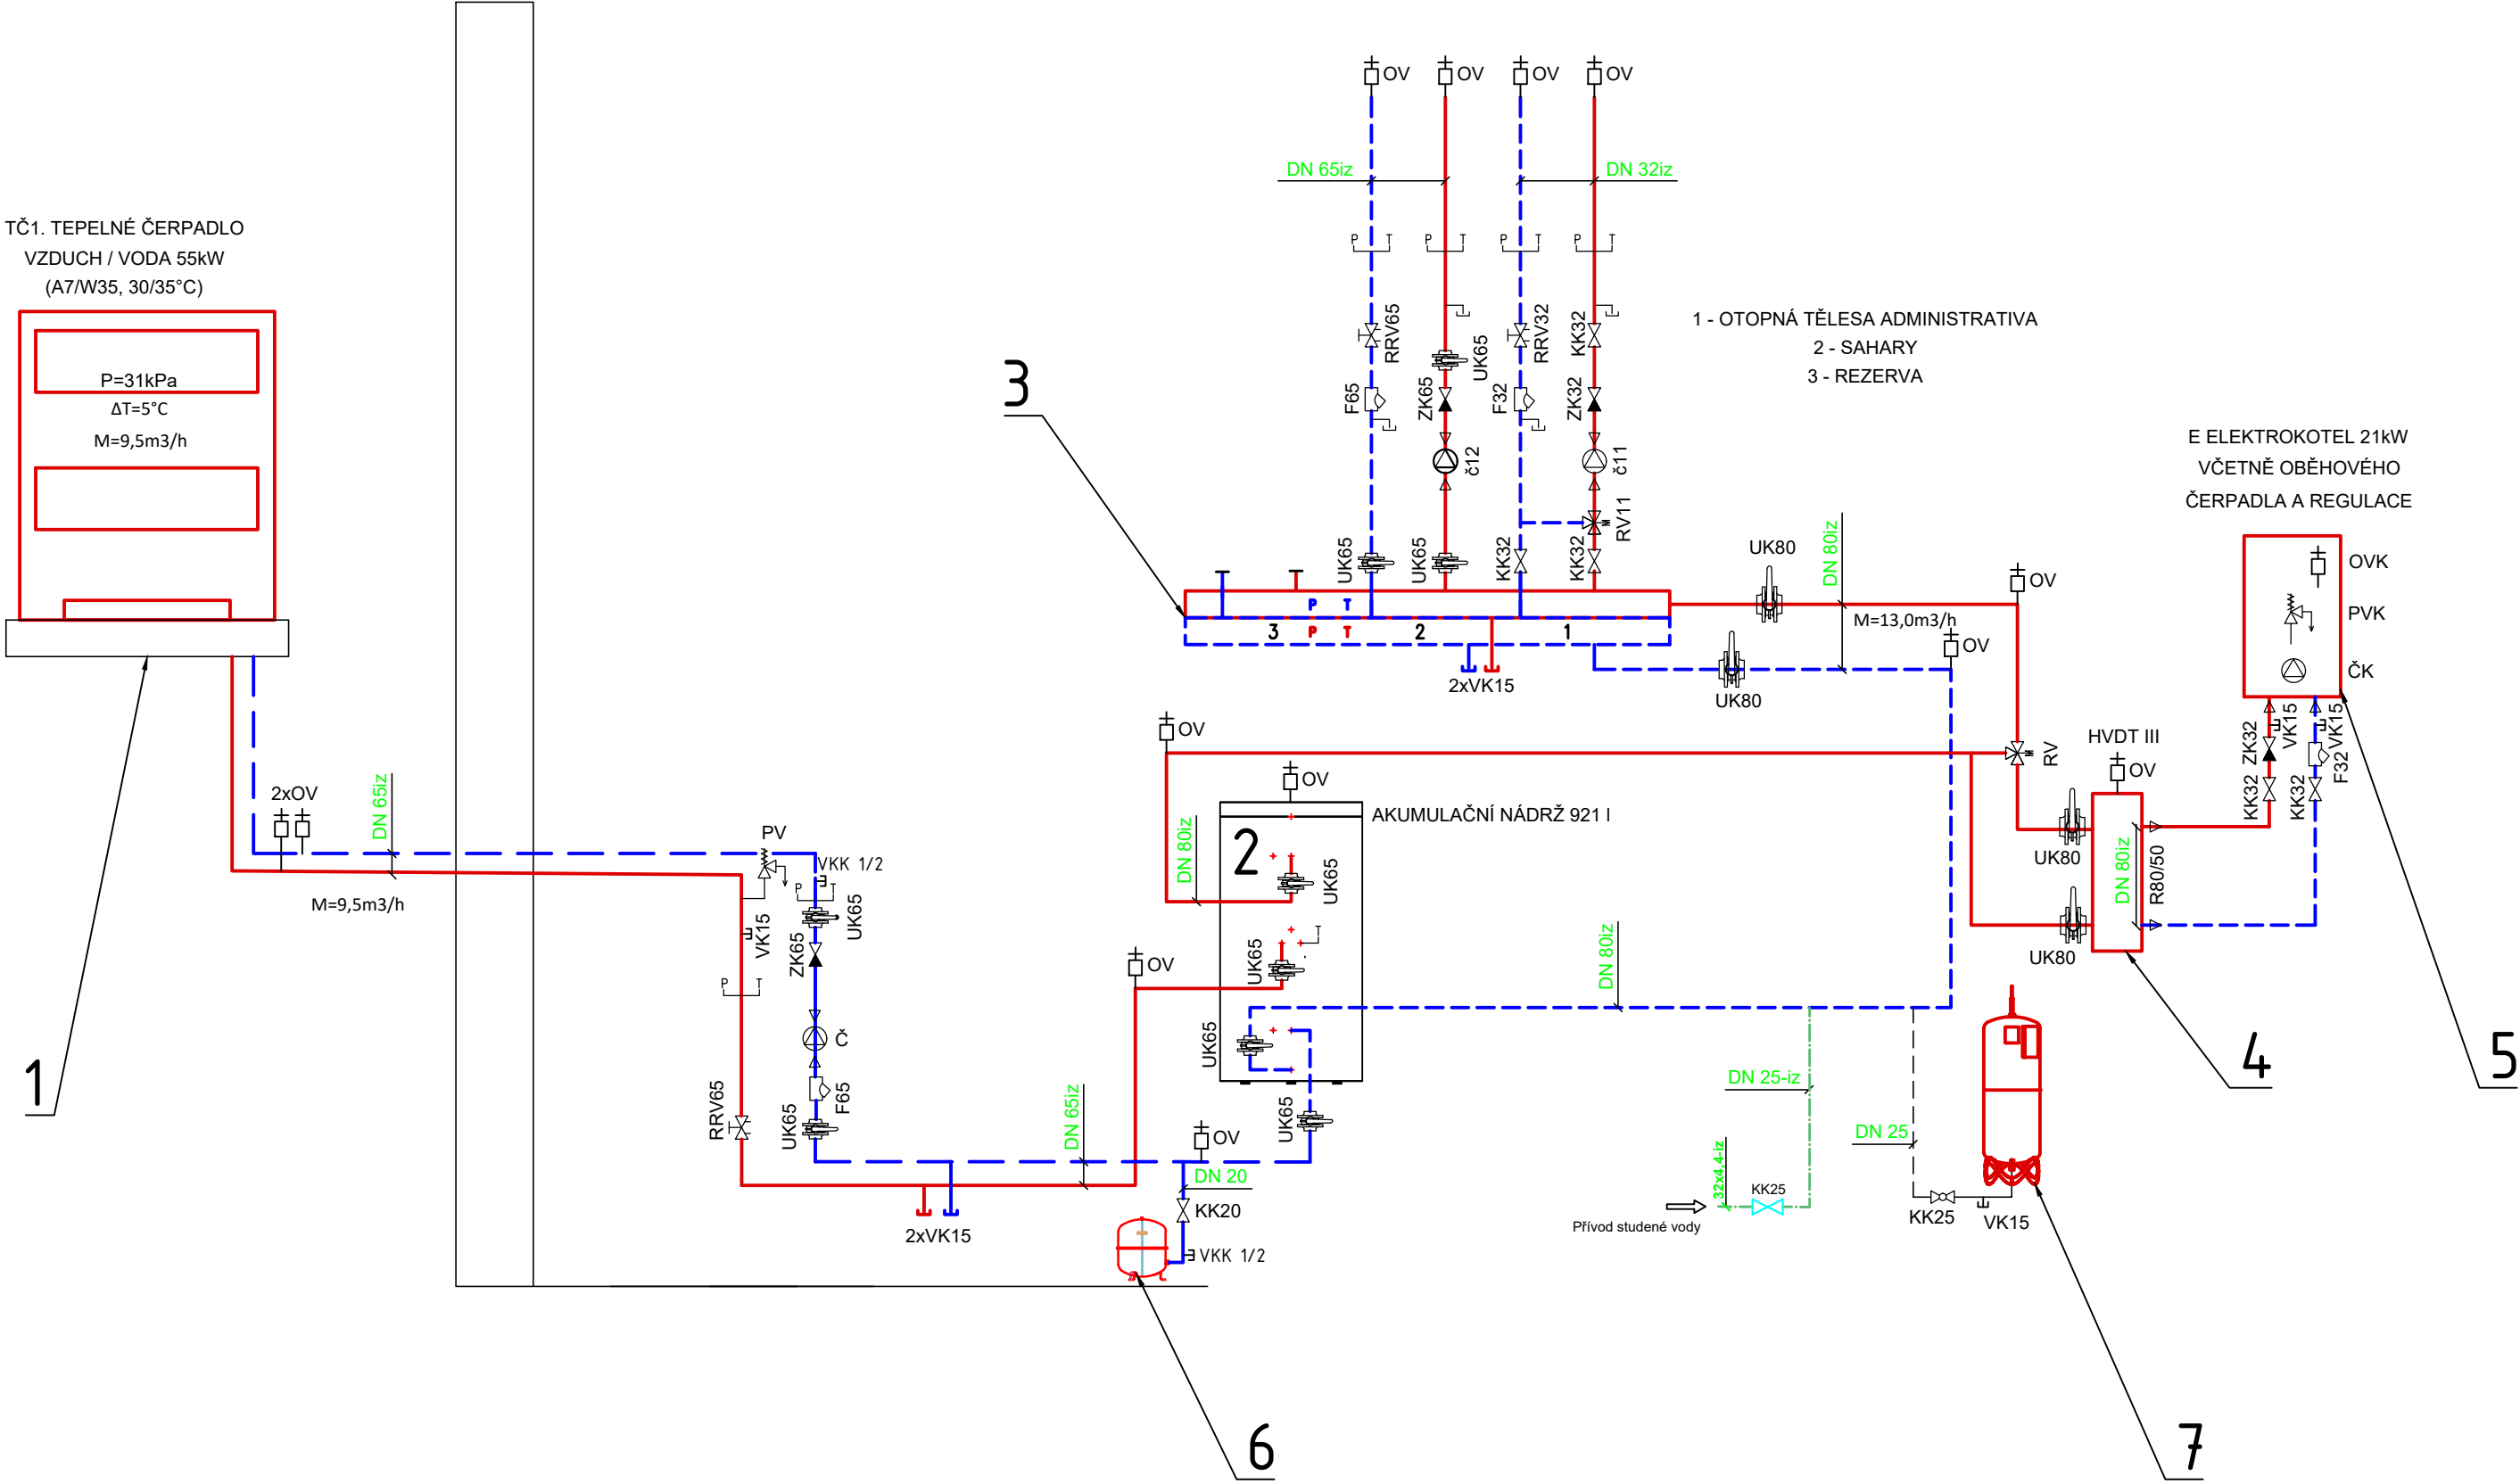 OV
OV
OV
OV
DN 65iz
DN 32iz
P T
P T
P T
P T
TČ1. TEPELNÉ ČERPADLO
VZDUCH / VODA 55kW
(A7/W35, 30/35°C)
P=31kPa
ΔT=5°C
M=9,5m3/h
RRV65
UK65
RRV32
KK32
F65
ZK65
F32
ZK32
č12
č11
RV11
UK65
UK65
KK32
KK32
1 - OTOPNÁ TĚLESA ADMINISTRATIVA
2 - SAHARY
3 - REZERVA
3
E ELEKTROKOTEL 21kW
VČETNĚ OBĚHOVÉHO
ČERPADLA A REGULACE
OVK
PVK
ČK
UK80
DN 80iz
OV
M=13,0m3/h
OV
UK80
P T
3 P T 2 1
2xVK15
OV
RV
HVDT III
OV
ZK32
VK15
VK15
F32
KK32
KK32
OV
AKUMULAČNÍ NÁDRŽ 921 l
2
DN 80iz
UK65
UK80
DN 80iz
R80/50
UK80
2xOV
DN 65iz
M=9,5m3/h
PV
VKK 1/2
P T
UK65
VK15
ZK65
P T
Č
F65
RRV65
UK65
OV
UK65
T
UK65
DN 80iz
UK65
DN 65iz
OV
DN 20
KK20
VKK 1/2
2xVK15
DN 25-iz
32x4,4-iz
KK25
Přívod studené vody
DN 25
KK25
VK15
1
4
5
6
7